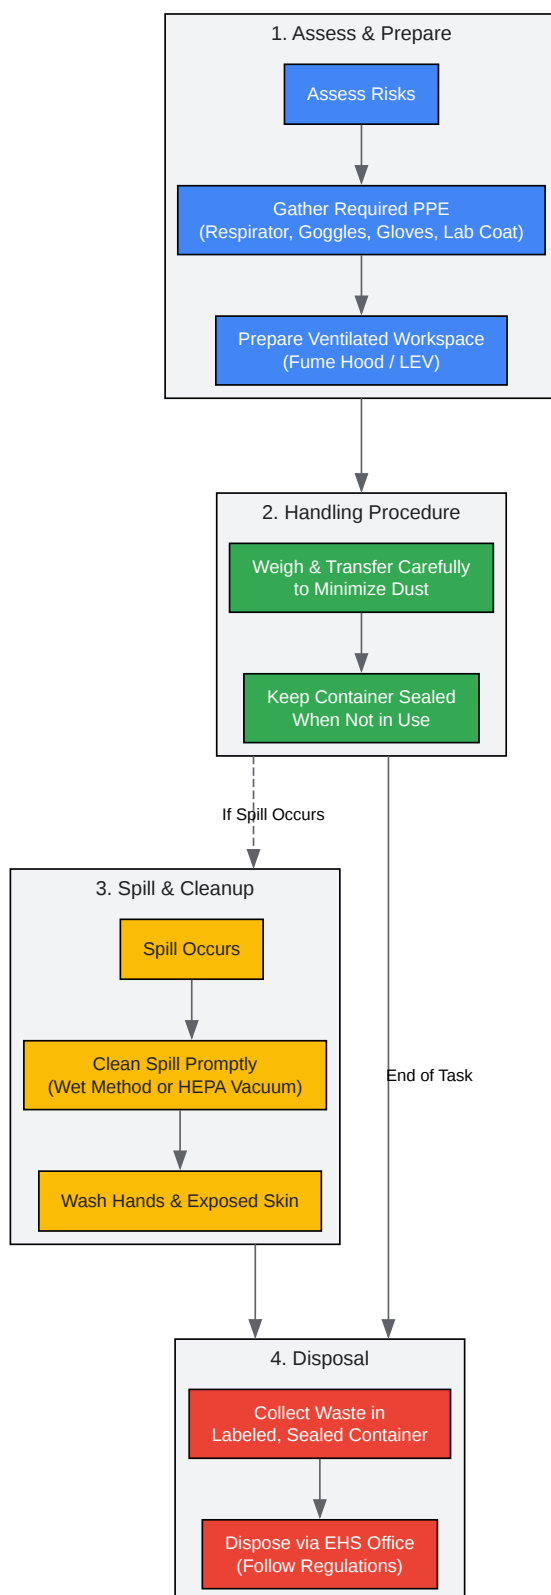 1. Assess & Prepare
Assess Risks
Gather Required PPE
(Respirator, Goggles, Gloves, Lab Coat)
Prepare Ventilated Workspace
(Fume Hood / LEV)
2. Handling Procedure
Weigh & Transfer Carefully
to Minimize Dust
Keep Container Sealed
When Not in Use
If Spill Occurs
3. Spill & Cleanup
Spill Occurs
Clean Spill Promptly
(Wet Method or HEPA Vacuum)
End of Task
Wash Hands & Exposed Skin
4. Disposal
Collect Waste in
Labeled, Sealed Container
Dispose via EHS Office
(Follow Regulations)